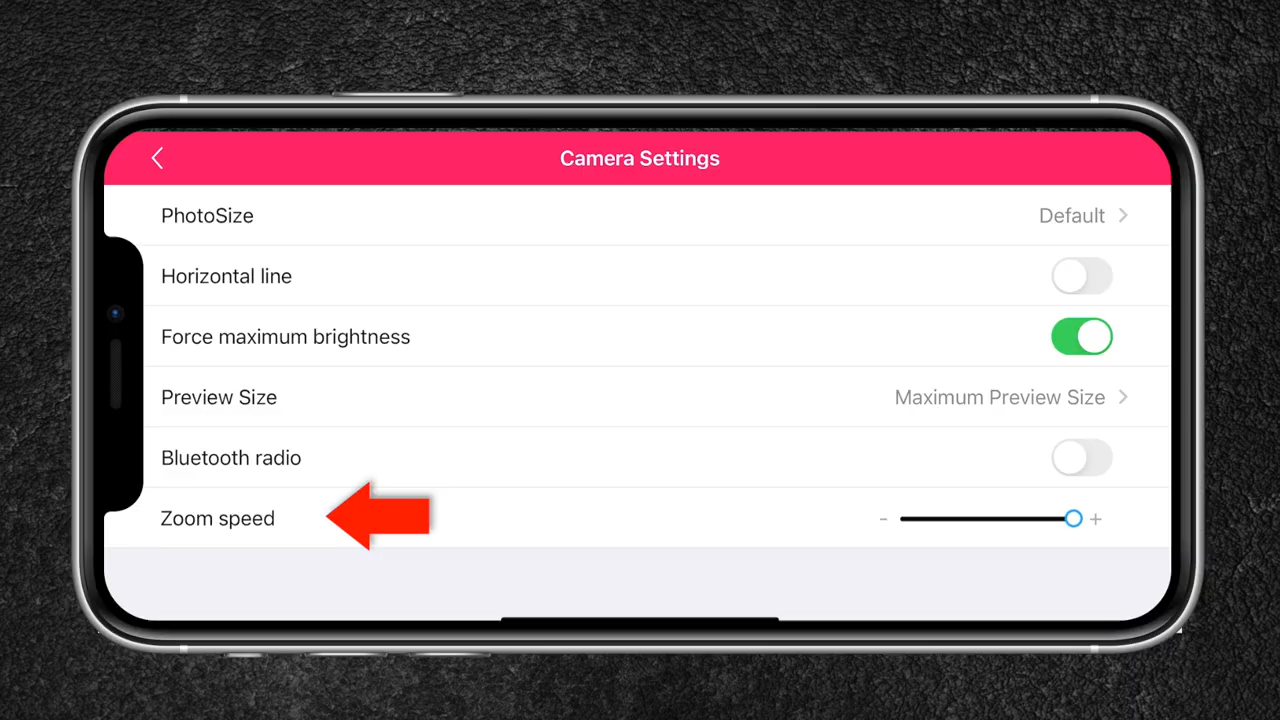 Camera Settings
PhotoSize Default
Horizontal line
Force maximum brightness
Preview Size Maximum Preview Size
Bluetooth radio
Zoom speed - +